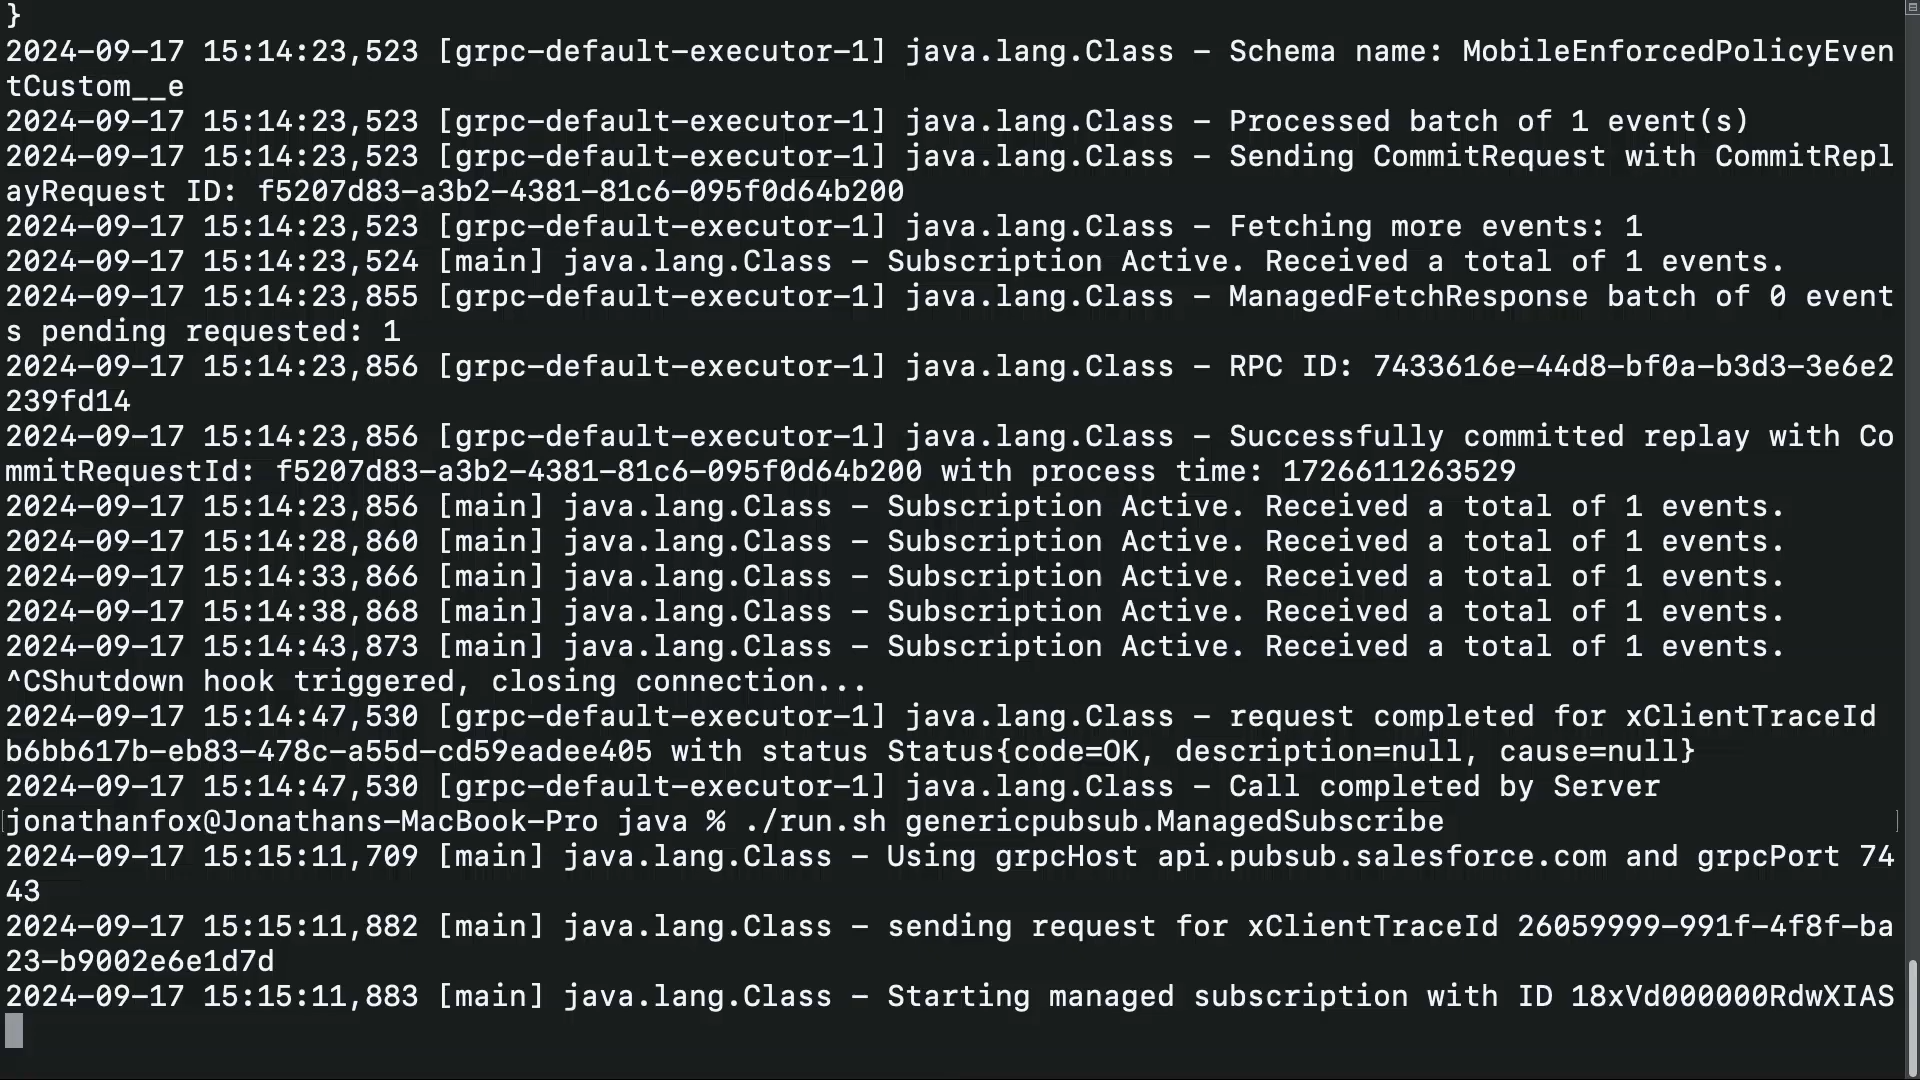 }
2024-09-17 15:14:23,523 [grpc-default-executor-1] java.lang.Class - Schema name: MobileEnforcedPolicyEven
tCustom__e
2024-09-17 15:14:23,523 [grpc-default-executor-1] java.lang.Class - Processed batch of 1 event(s)
2024-09-17 15:14:23,523 [grpc-default-executor-1] java.lang.Class - Sending CommitRequest with CommitRepl
ayRequest ID: f5207d83-a3b2-4381-81c6-095f0d64b200
2024-09-17 15:14:23,523 [grpc-default-executor-1] java.lang.Class - Fetching more events: 1
2024-09-17 15:14:23,524 [main] java.lang.Class - Subscription Active. Received a total of 1 events.
2024-09-17 15:14:23,855 [grpc-default-executor-1] java.lang.Class - ManagedFetchResponse batch of 0 event
s pending requested: 1
2024-09-17 15:14:23,856 [grpc-default-executor-1] java.lang.Class - RPC ID: 7433616e-44d8-bf0a-b3d3-3e6e2
239fd14
2024-09-17 15:14:23,856 [grpc-default-executor-1] java.lang.Class - Successfully committed replay with Co
mmitRequestId: f5207d83-a3b2-4381-81c6-095f0d64b200 with process time: 1726611263529
2024-09-17 15:14:23,856 [main] java.lang.Class - Subscription Active. Received a total of 1 events.
2024-09-17 15:14:28,860 [main] java.lang.Class - Subscription Active. Received a total of 1 events.
2024-09-17 15:14:33,866 [main] java.lang.Class - Subscription Active. Received a total of 1 events.
2024-09-17 15:14:38,868 [main] java.lang.Class - Subscription Active. Received a total of 1 events.
2024-09-17 15:14:43,873 [main] java.lang.Class - Subscription Active. Received a total of 1 events.
^CShutdown hook triggered, closing connection...
2024-09-17 15:14:47,530 [grpc-default-executor-1] java.lang.Class - request completed for xClientTraceId
b6bb617b-eb83-478c-a55d-cd59eadee405 with status Status{code=OK, description=null, cause=null}
2024-09-17 15:14:47,530 [grpc-default-executor-1] java.lang.Class - Call completed by Server
[jonathanfox@Jonathans-MacBook-Pro java % ./run.sh genericpubsub.ManagedSubscribe ]
2024-09-17 15:15:11,709 [main] java.lang.Class - Using grpcHost api.pubsub.salesforce.com and grpcPort 74
43
2024-09-17 15:15:11,882 [main] java.lang.Class - sending request for xClientTraceId 26059999-991f-4f8f-ba
23-b9002e6e1d7d
2024-09-17 15:15:11,883 [main] java.lang.Class - Starting managed subscription with ID 18xVd000000RdwXIAS